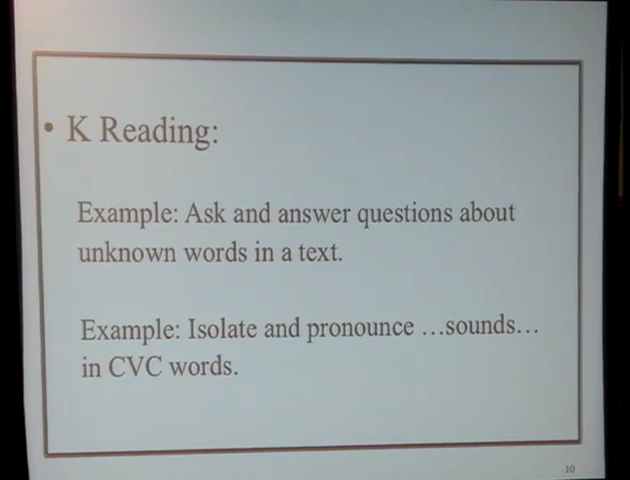 • K Reading:
Example: Ask and answer questions about
unknown words in a text.
Example: Isolate and pronounce …sounds…
in CVC words.
10